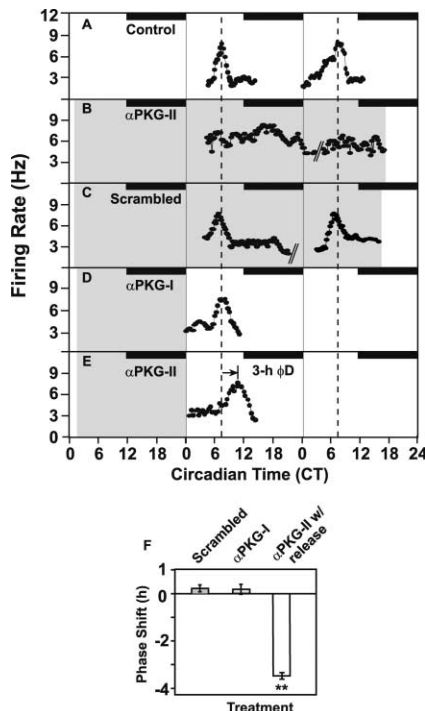 12
A
Control
9
6
3
0
B
αPKG-II
9
6
3
C
Scrambled
9
6
3
D
αPKG-I
9
6
3
E
αPKG-II
3-h ϕD
9
6
3
0
Firing Rate (Hz)
0 6 12 18 0 6 12 18 0 6 12 18 24
Circadian Time (CT)
F
Scrambled
αPKG-I
αPKG-II w/
release
1
0
-2
-4
**
Phase Shift (h)
Treatment